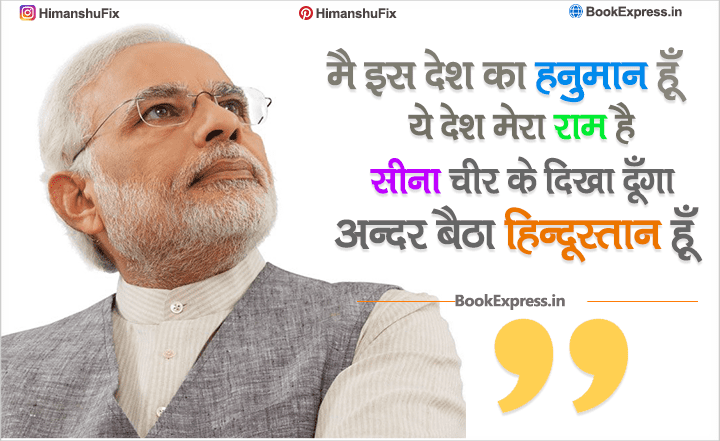 HimanshuFix
HimanshuFix
BookExpress.in
मै इस देश का हनुमान हूँ
ये देश मेरा राम है
सीना चीर के दिखा दूँगा
अन्दर बैठा हिन्दूस्तान हूँ
BookExpress.in